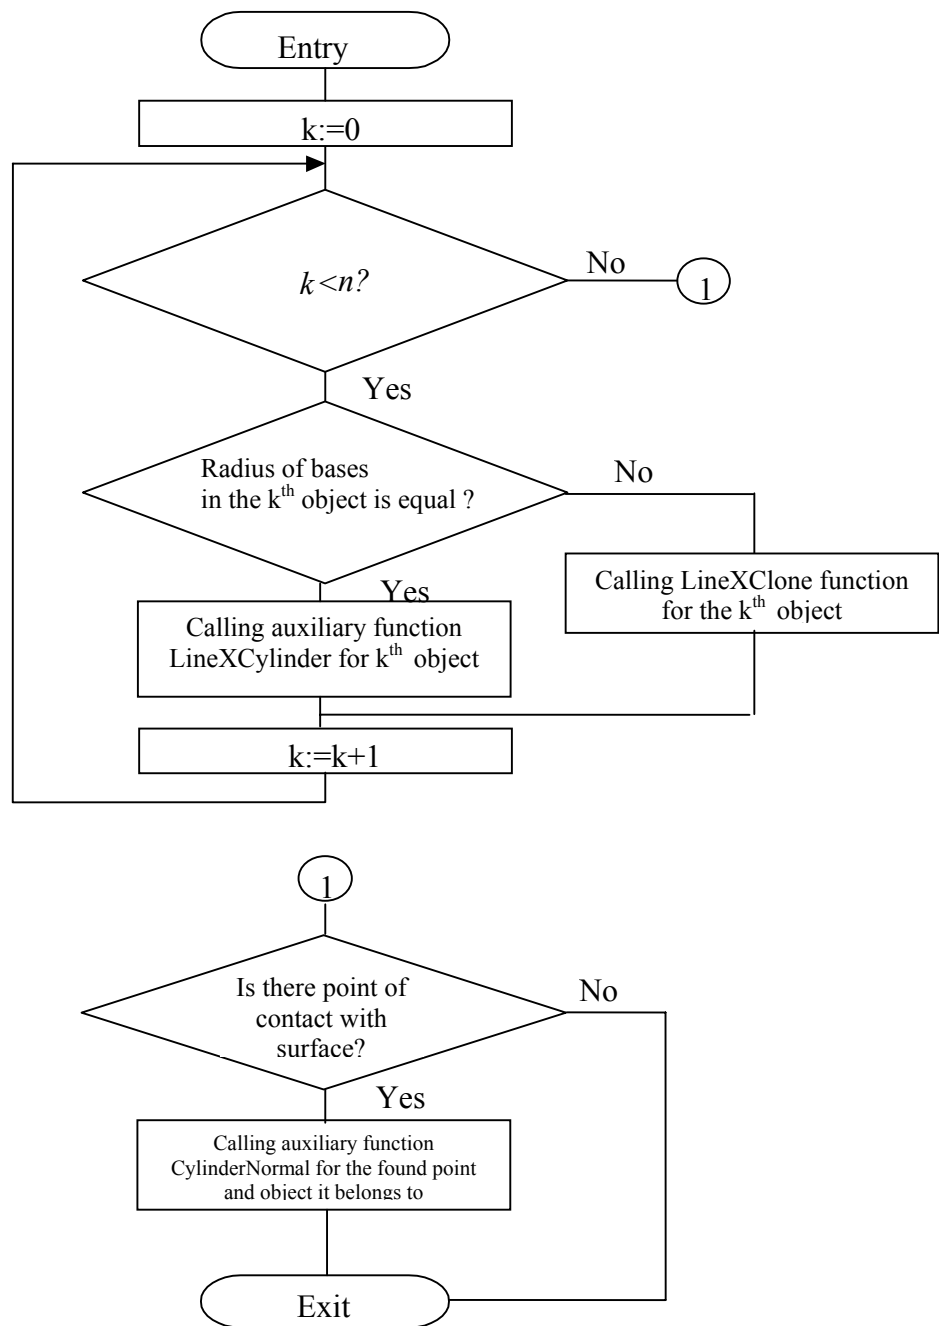 Entry
k:=0
k<n?
No
1
Yes
Radius of bases
in the kth object is equal ?
No
Yes
Calling LineXClone function
for the kth object
Calling auxiliary function
LineXCylinder for kth object
k:=k+1
1
Is there point of
contact with
surface?
No
Yes
Calling auxiliary function
CylinderNormal for the found point
and object it belongs to
Exit